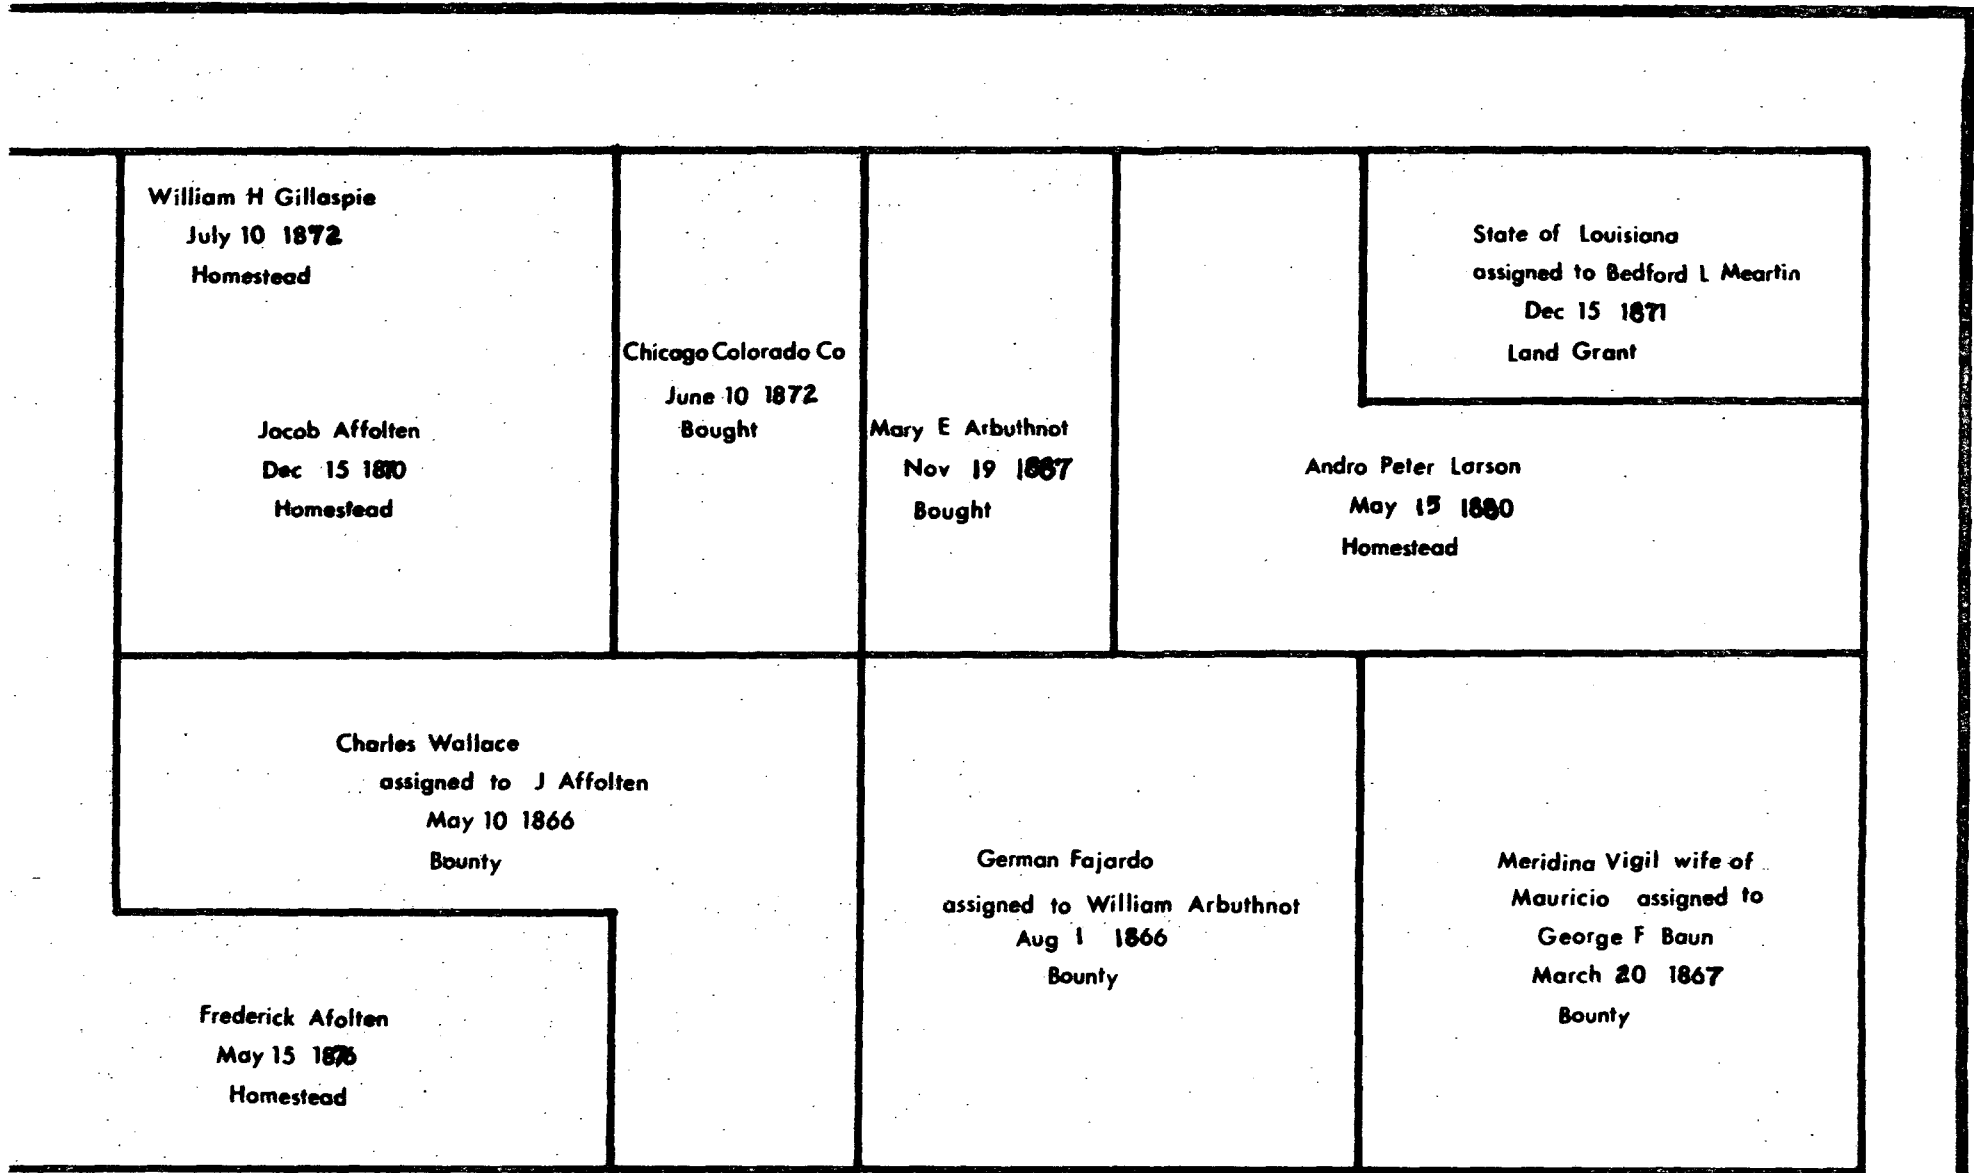 William H Gillaspie
July 10 1872
Homestead
Jacob Affolten
Dec 15 1870
Homestead
Chicago Colorado Co
June 10 1872
Bought
Mary E Arbuthnot
Nov 19 1887
Bought
State of Louisiana
assigned to Bedford L Meartin
Dec 15 1871
Land Grant
Andro Peter Larson
May 15 1880
Homestead
Charles Wallace
assigned to J Affolten
May 10 1866
Bounty
Frederick Afolten
May 15 1876
Homestead
German Fajardo
assigned to William Arbuthnot
Aug 1 1866
Bounty
Meridina Vigil wife of
Mauricio assigned to
George F Baun
March 20 1867
Bounty